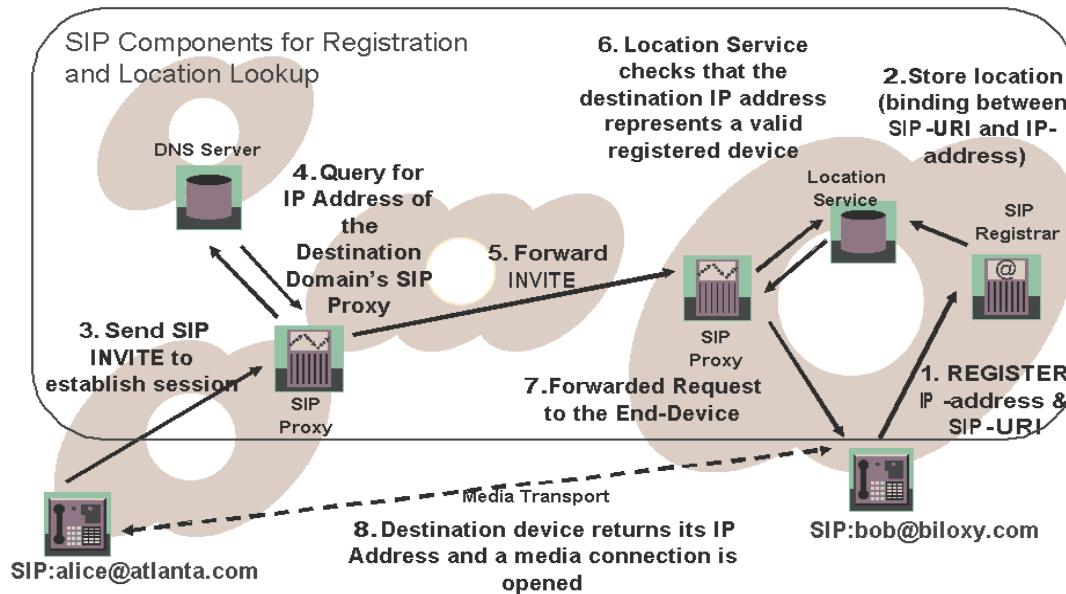 SIP Components for Registration
and Location Lookup
6. Location Service
checks that the
destination IP address
represents a valid
registered device
2.Store location
(binding between
SIP-URI and IP-
address)
DNS Server
4.Query for
IP Address of
the
Destination
Domain's SIP
Proxy
Location
Service
SIP
Registrar
@
5. Forward
INVITE
3.Send SIP
INVITE to
establish session
SIP
Proxy
SIP
Proxy
7.Forwarded Request
to the End-Device
1. REGISTER
IP -address &
SIP-URI
Media Transport
8.Destination device returns its IP
Address and a media connection is
opened
SIP:alice@atlanta.com
SIP:bob@biloxy.com